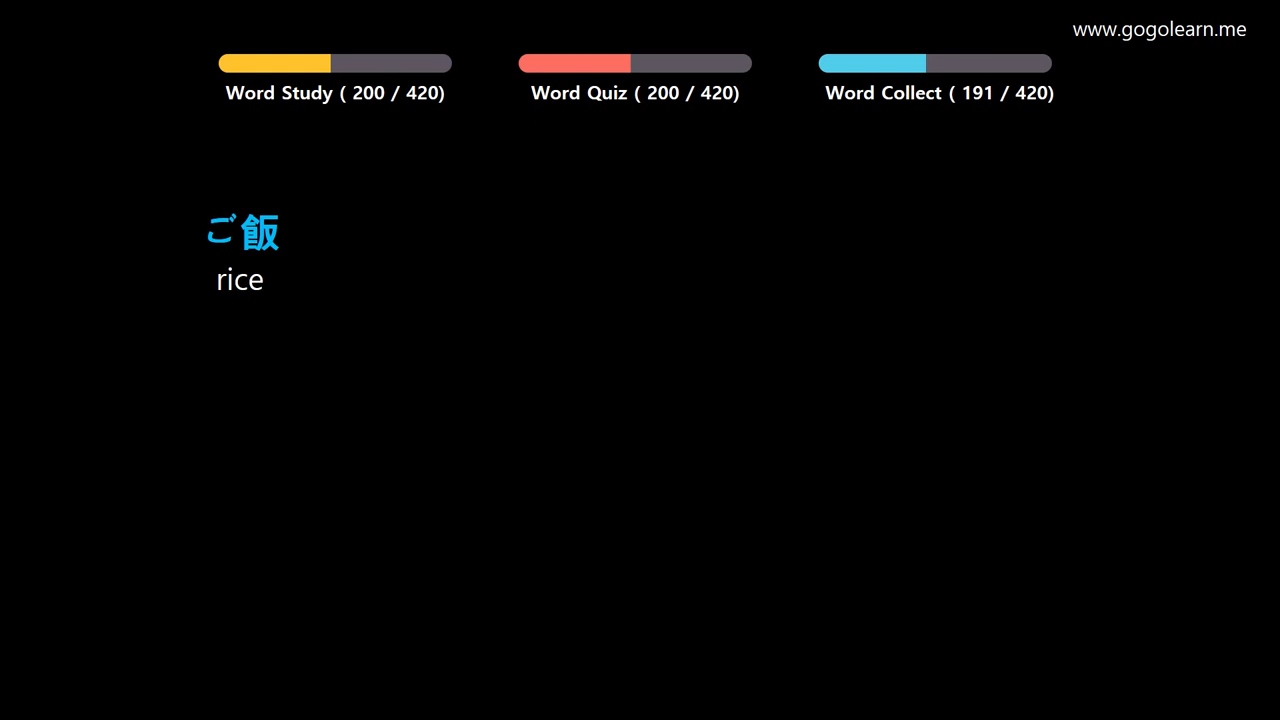 www.gogolearn.me
Word Study ( 200 / 420)
Word Quiz ( 200 / 420)
Word Collect ( 191 / 420)
ご飯
rice